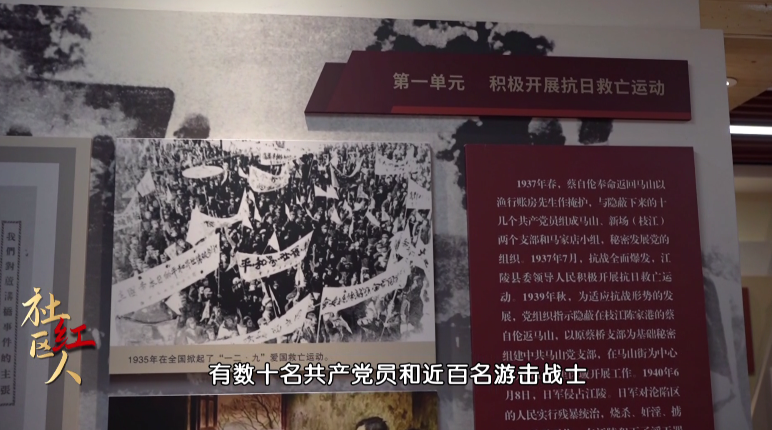 第一单元 积极开展抗日救亡运动
1937年春，蔡自伦奉命返回马山以
渔行账房先生作掩护，与隐蔽下来的十
几名共产党员组成马山、新场（枝江）
两个支部和马家店小组，秘密发展党的
组织。1937年7月，抗战全面爆发，江
陵县委领导人民积极开展抗日救亡运
动。1939年秋，为适应抗战形势的发
展，党组织指示隐蔽在枝江陈家港的蔡
自伦返马山，以原蔡桥支部为基础秘密
组建中共马山党支部，在马山街为中心
开展工作。1940年6
月8日，日军侵占江陵。日军对沦陷区
的人民实行残暴统治，烧杀、奸淫、掳
我们对这事件的主张
1935年在全国掀起了“一二·九”爱国救亡运动。
社区红人
有数十名共产党员和近百名游击战士